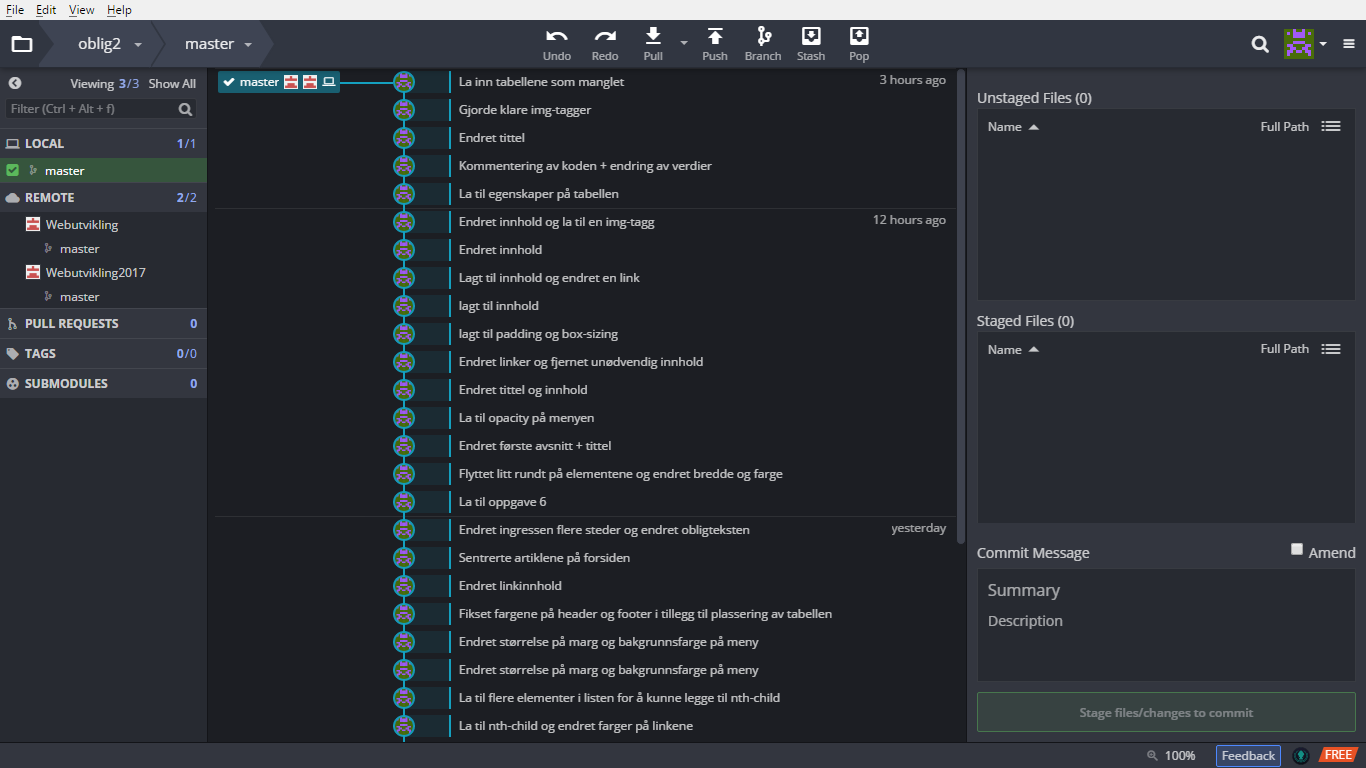 File Edit View Help
oblig2 master Undo Redo Pull Push Branch Stash Pop
Viewing 3/3 Show All
Filter (Ctrl + Alt + f)
LOCAL 1/1
master
REMOTE 2/2
Webutvikling
master
Webutvikling2017
master
PULL REQUESTS 0
TAGS 0/0
SUBMODULES 0
master La inn tabellene som manglet 3 hours ago
Gjorde klare img-tagger
Endret tittel
Kommentering av koden + endring av verdier
La til egenskaper på tabellen
Endret innhold og la til en img-tagg 12 hours ago
Endret innhold
Lagt til innhold og endret en link
lagt til innhold
lagt til padding og box-sizing
Endret linker og fjernet unødvendig innhold
Endret tittel og innhold
La til opacity på menyen
Endret første avsnitt + tittel
Flyttet litt rundt på elementene og endret bredde og farge
La til oppgave 6
Endret ingressen flere steder og endret obligteksten yesterday
Sentrerte artiklene på forsiden
Endret linkinnhold
Fikset fargene på header og footer i tillegg til plassering av tabellen
Endret størrelse på marg og bakgrunnsfarge på meny
Endret størrelse på marg og bakgrunnsfarge på meny
La til flere elementer i listen for å kunne legge til nth-child
La til nth-child og endret farger på linkene
Unstaged Files (0)
Name Full Path
Staged Files (0)
Name Full Path
Commit Message Amend
Summary
Description
Stage files/changes to commit
100% Feedback FREE